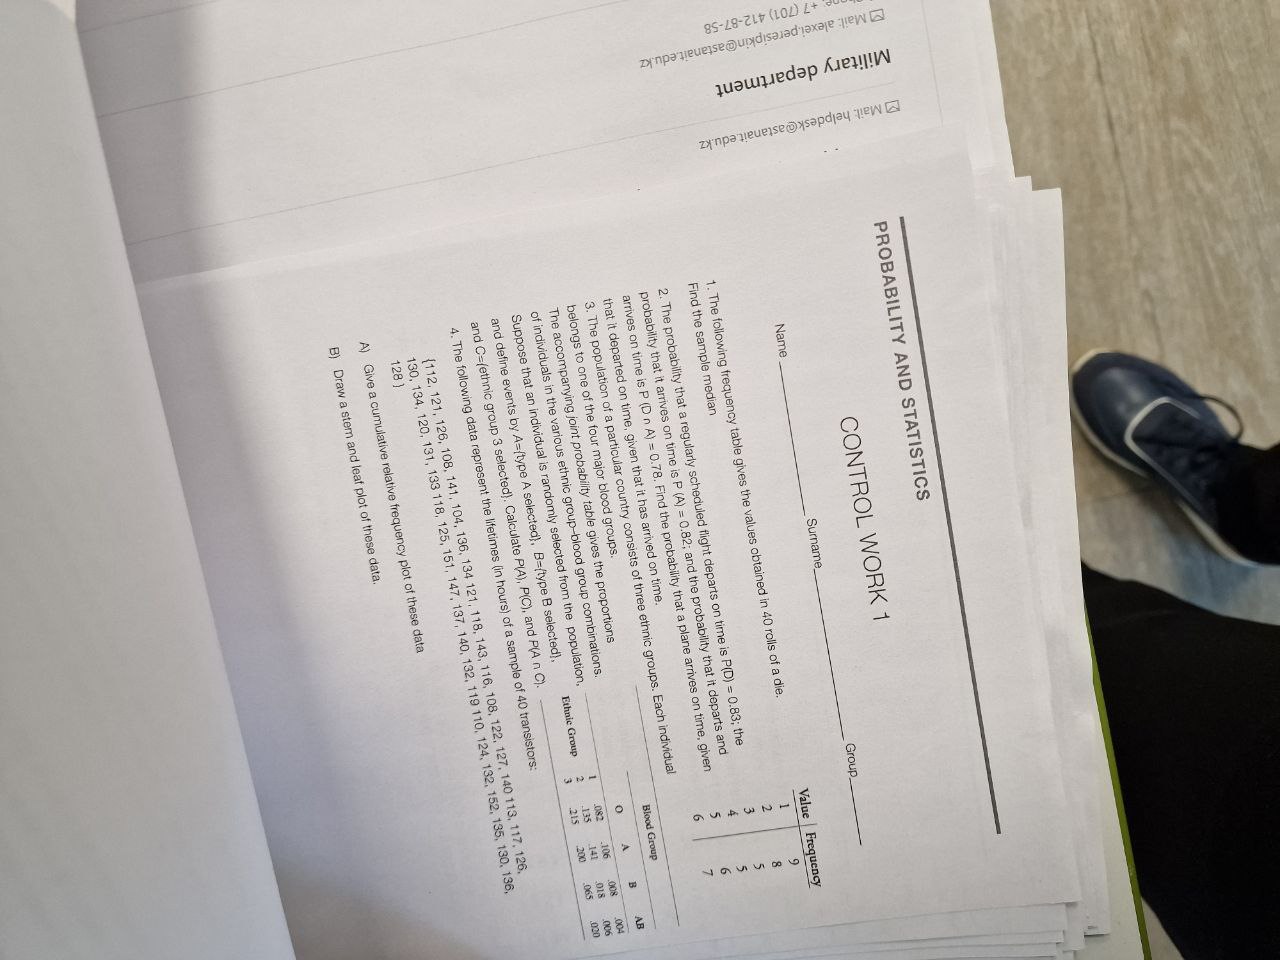 PROBABILITY AND STATISTICS
CONTROL WORK 1
Name Surname Group
1. The following frequency table gives the values obtained in 40 rolls of a die.
Find the sample median
Value Frequency
1 9
2 8
3 5
4 5
5 6
6 7
2. The probability that a regularly scheduled flight departs on time is P(D) = 0.83; the
probability that it arrives on time is P (A) = 0.82; and the probability that it departs and
arrives on time is P (D n A) = 0.78. Find the probability that a plane arrives on time, given
that it departed on time, given that it has arrived on time.
3. The population of a particular country consists of three ethnic groups. Each individual
belongs to one of the four major blood groups.
The accompanying joint probability table gives the proportions
of individuals in the various ethnic group–blood group combinations.
Suppose that an individual is randomly selected from the population,
and define events by A={type A selected}, B={type B selected},
and C={ethnic group 3 selected}. Calculate P(A), P(C), and P(A n C).
Blood Group
O A B AB
1 .082 .106 .008 .004
Ethnic Group 2 .135 .141 .018 .006
3 .215 .200 .065 .020
4. The following data represent the lifetimes (in hours) of a sample of 40 transistors:
{112, 121, 126, 108, 141, 104, 136, 134 121, 118, 143, 116, 108, 122, 127, 140 113, 117, 126,
130, 134, 120, 131, 133 118, 125, 151, 147, 137, 140, 132, 119 110, 124, 132, 152, 135, 130, 136,
128 }
A) Give a cumulative relative frequency plot of these data
B) Draw a stem and leaf plot of these data.
Mail: helpdesk@astanait.edu.kz
Military department
Mail: alexei.peresipkin@astanait.edu.kz
+7 (701) 412-87-58